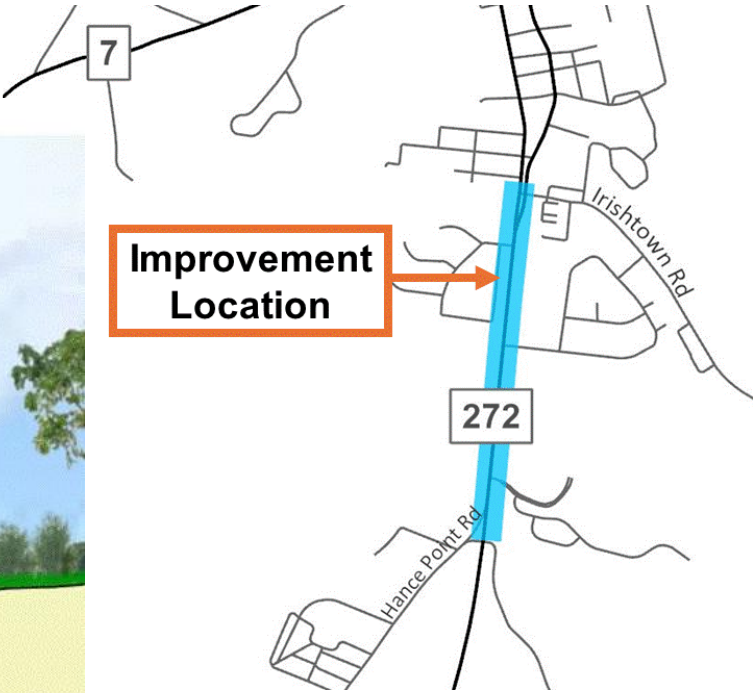 7
Irishtown Rd
Improvement
Location
272
Hance Point Rd